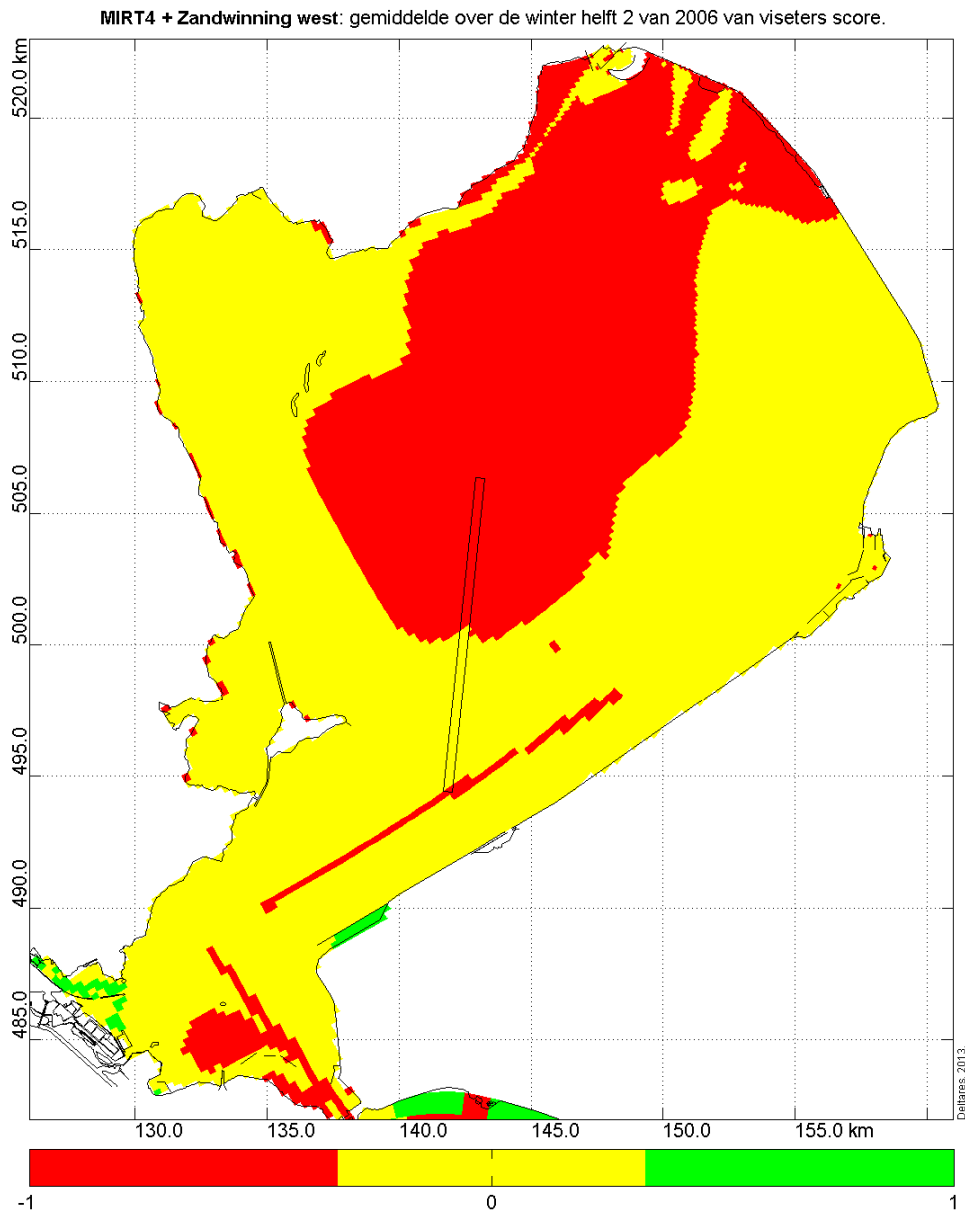 MIRT4 + Zandwinning west: gemiddelde over de winter helft 2 van 2006 van viseters score.
520.0 km
515.0
510.0
505.0
500.0
495.0
490.0
485.0
130.0 135.0 140.0 145.0 150.0 155.0 km
Deltares, 2013.
-1 0 1